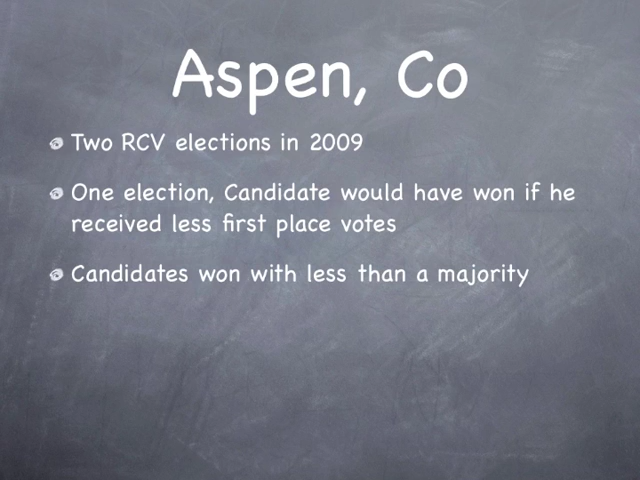 Aspen, Co
Two RCV elections in 2009
One election, Candidate would have won if he
received less first place votes
Candidates won with less than a majority